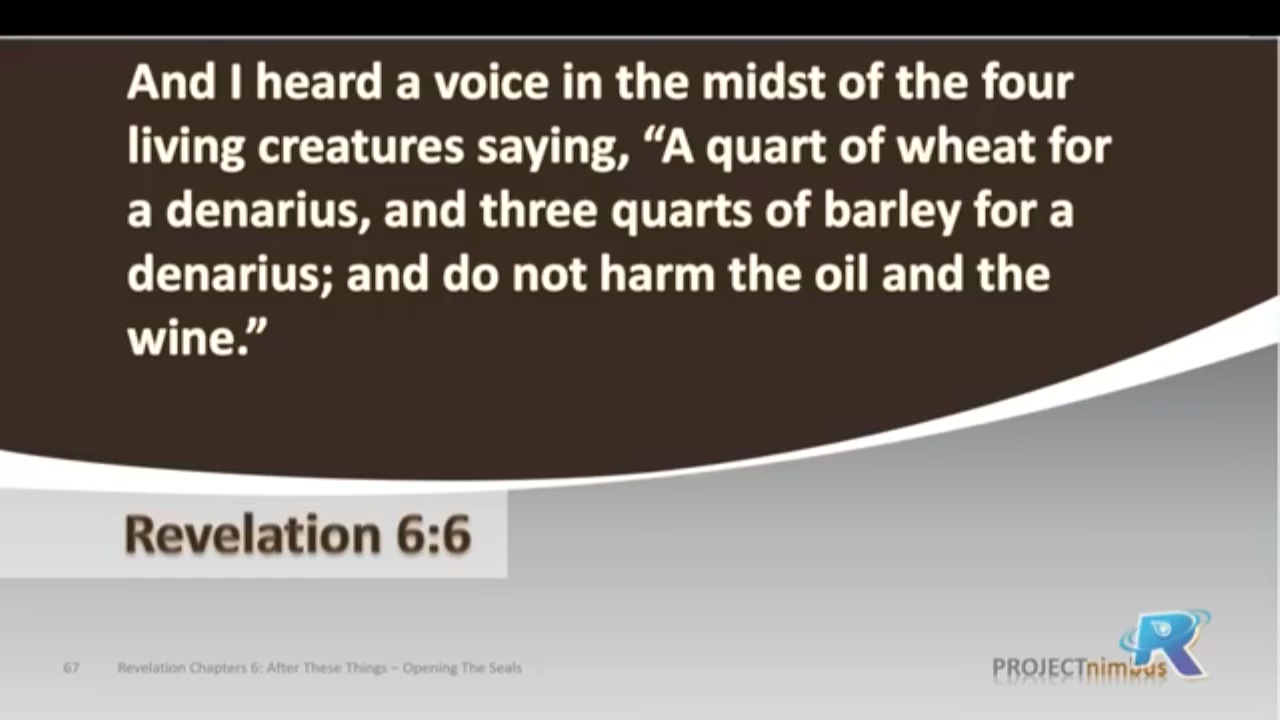 And I heard a voice in the midst of the four
living creatures saying, “A quart of wheat for
a denarius, and three quarts of barley for a
denarius; and do not harm the oil and the
wine.”
Revelation 6:6
67 Revelation Chapters 6: After These Things – Opening The Seals
PROJECTnimbus
R